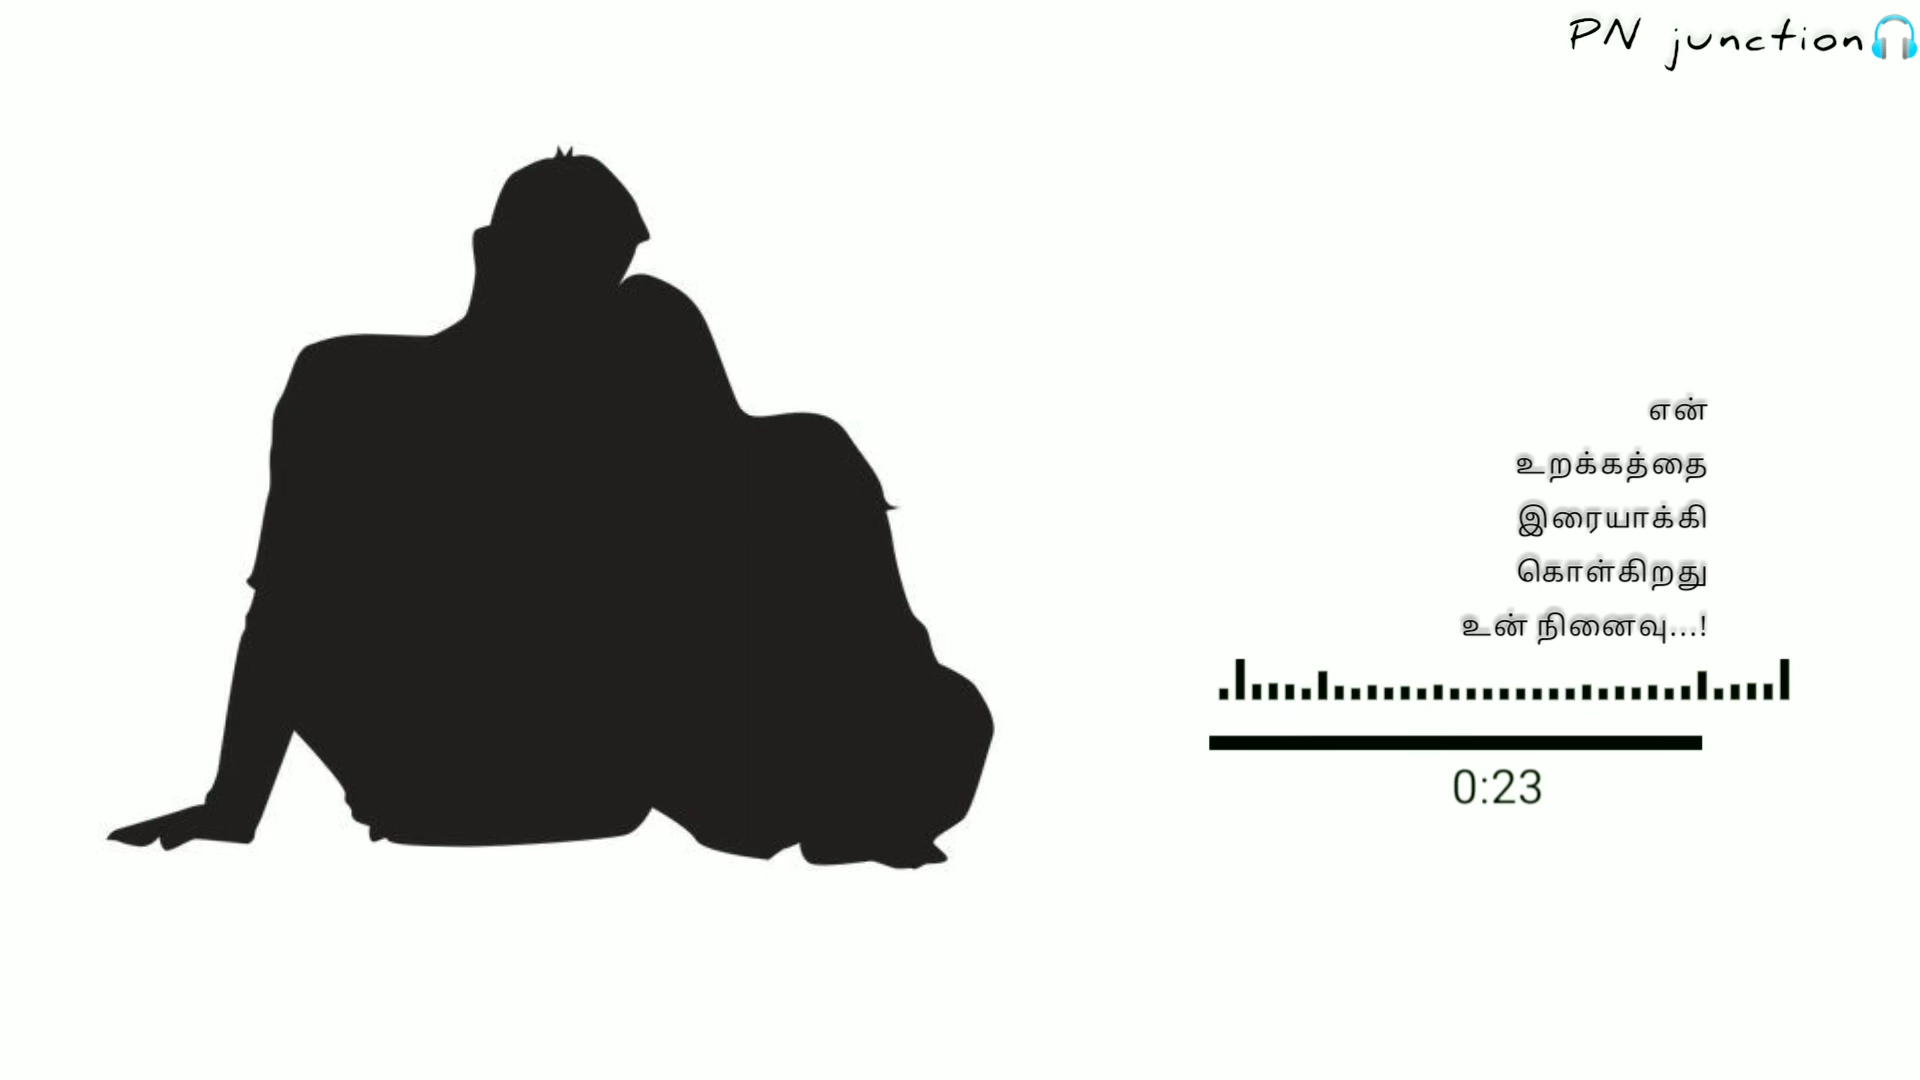 PN junction🎧
என்
உறக்கத்தை
இரையாக்கி
கொள்கிறது
உன் நினைவு...!
0:23